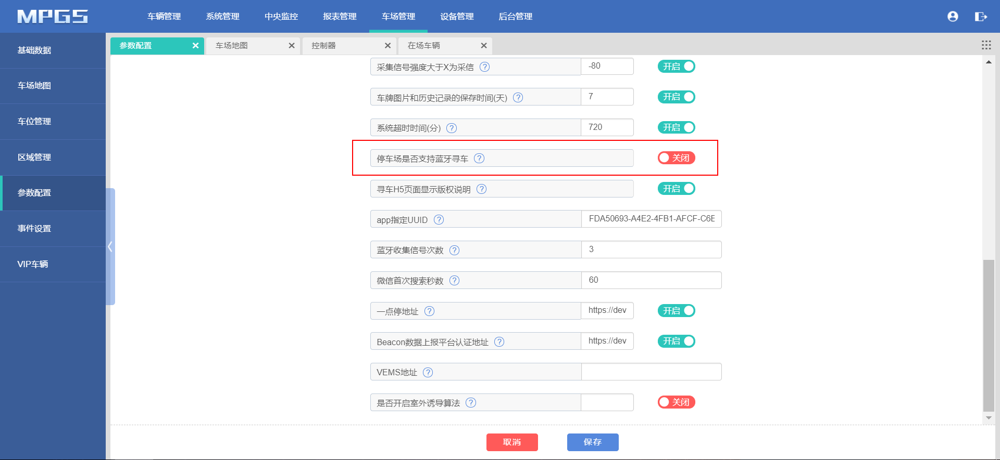 MPGS
车辆管理
系统管理
中央监控
报表管理
车场管理
设备管理
后台管理
基础数据
车场地图
车位管理
区域管理
参数配置
事件设置
VIP车辆
参数配置
车场地图
控制器
在场车辆
采集信号强度大于X为采信 ? -80 开启
车牌图片和历史记录的保存时间(天) ? 7 开启
系统超时时间(分) ? 720 开启
停车场是否支持蓝牙寻车 ? 关闭
寻车H5页面显示版权说明 ? 开启
app指定UUID ? FDA50693-A4E2-4FB1-AFCF-C6E
蓝牙收集信号次数 ? 3
微信首次搜索秒数 ? 60
一点停地址 ? https://dev 开启
Beacon数据上报平台认证地址 ? https://dev 开启
VEMS地址 ?
是否开启室外诱导算法 ? 关闭
取消
保存